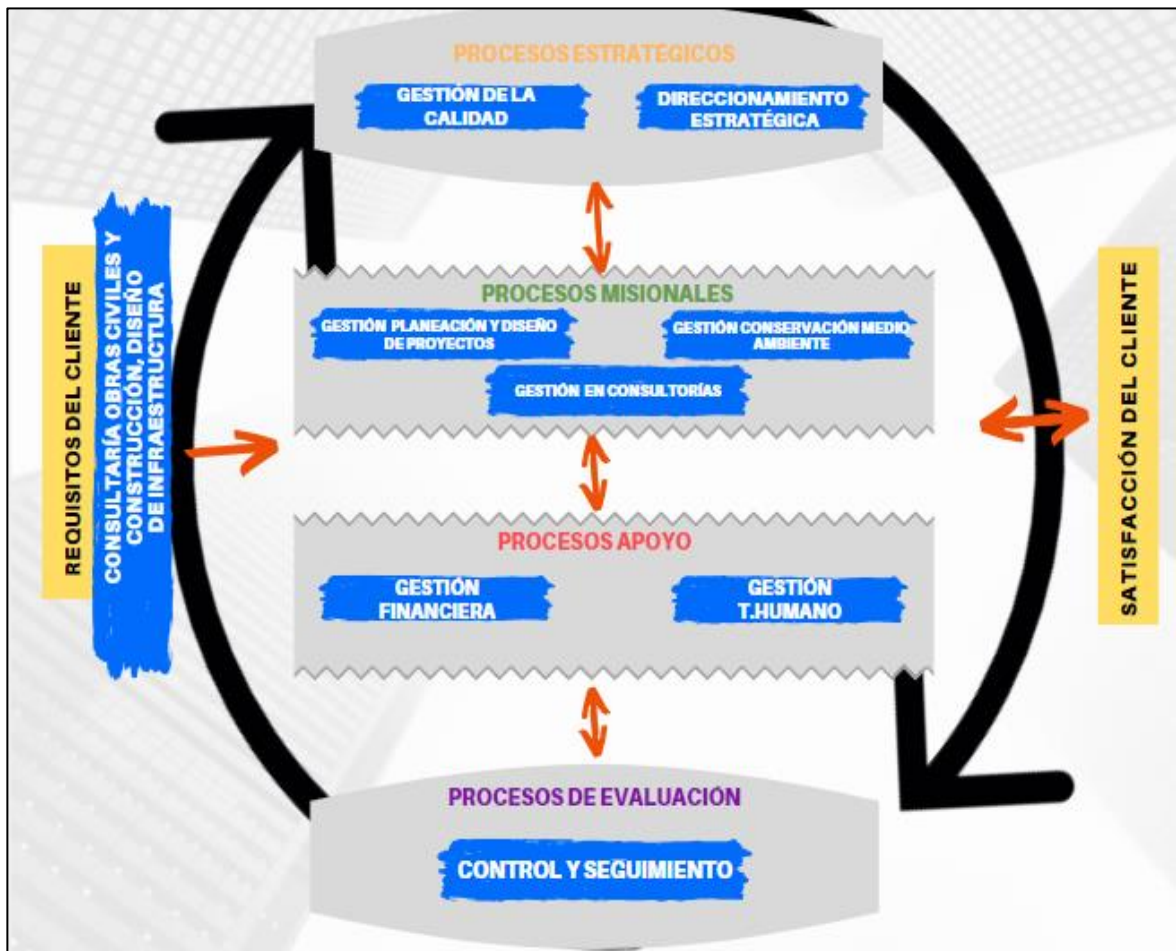 PROCESOS ESTRATÉGICOS
GESTIÓN DE LA
CALIDAD
DIRECCIONAMIENTO
ESTRATÉGICA
REQUISITOS DEL CLIENTE
CONSULTARÍA OBRAS CIVILES Y
CONSTRUCCIÓN, DISEÑO
DE INFRAESTRUCTURA
PROCESOS MISIONALES
GESTIÓN PLANEACIÓN Y DISEÑO
DE PROYECTOS
GESTIÓN CONSERVACIÓN MEDIO
AMBIENTE
GESTIÓN EN CONSULTORÍAS
SATISFACCIÓN DEL CLIENTE
PROCESOS APOYO
GESTIÓN
FINANCIERA
GESTIÓN
T.HUMANO
PROCESOS DE EVALUACIÓN
CONTROL Y SEGUIMIENTO